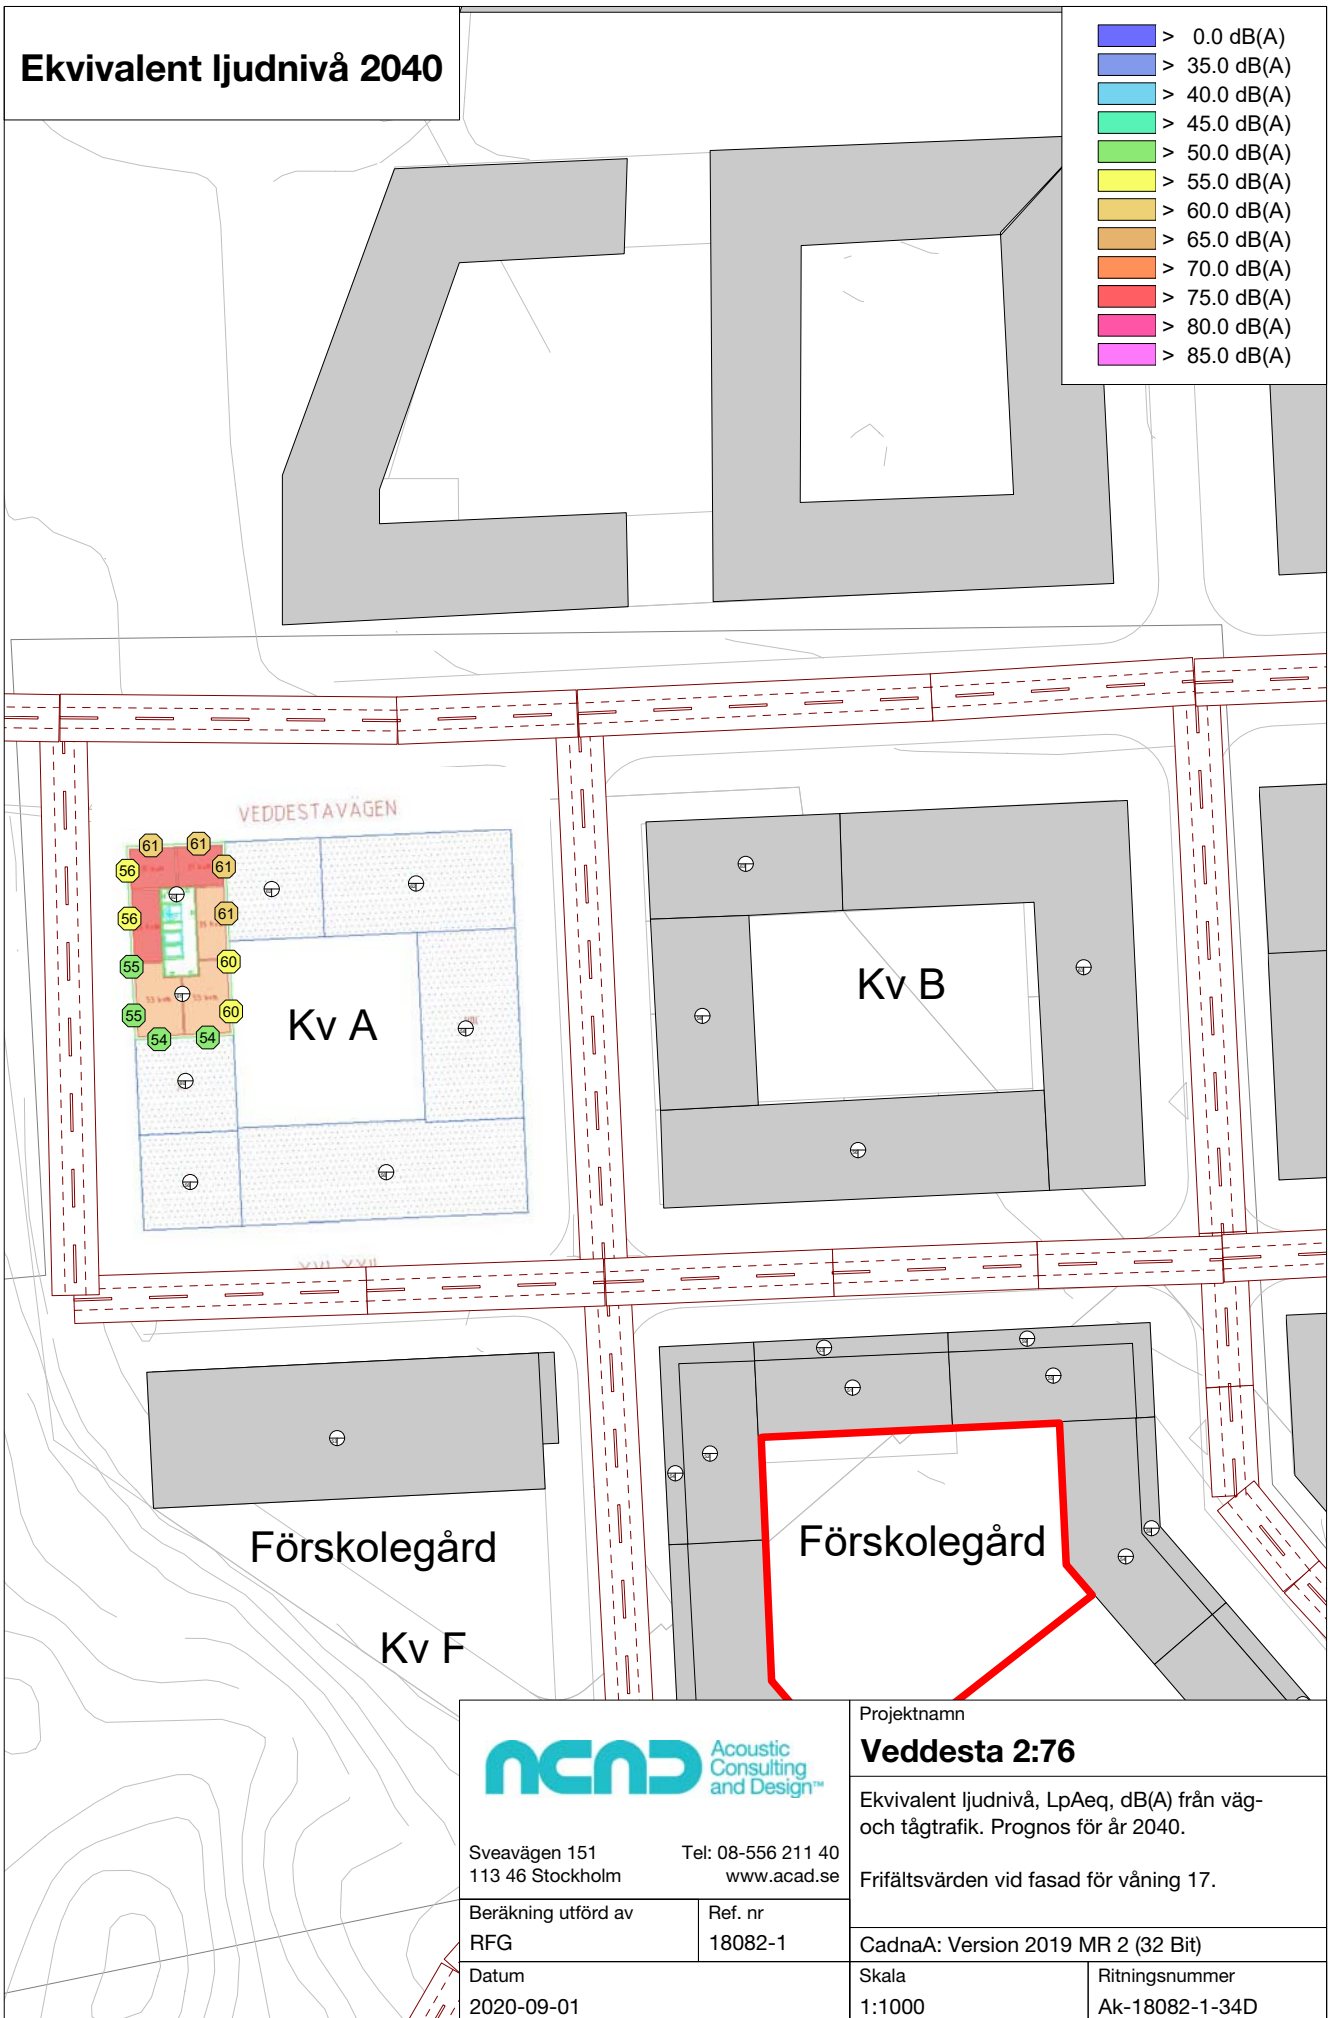 Ekvivalent ljudnivå 2040
> 0.0 dB(A)
> 35.0 dB(A)
> 40.0 dB(A)
> 45.0 dB(A)
> 50.0 dB(A)
> 55.0 dB(A)
> 60.0 dB(A)
> 65.0 dB(A)
> 70.0 dB(A)
> 75.0 dB(A)
> 80.0 dB(A)
> 85.0 dB(A)
VEDDESTAVÄGEN
61 61
56 61
56 61
55 60
55 60
54 54
Kv A
Kv B
XVI-XVII
Förskolegård
Förskolegård
Kv F
ACAD
Acoustic
Consulting
and Design™
Sveavägen 151
113 46 Stockholm
Tel: 08-556 211 40
www.acad.se
Beräkning utförd av
RFG
Ref. nr
18082-1
Datum
2020-09-01
Projektnamn
Veddesta 2:76
Ekvivalent ljudnivå, LpAeq, dB(A) från väg-
och tågtrafik. Prognos för år 2040.
Frifältsvärden vid fasad för våning 17.
CadnaA: Version 2019 MR 2 (32 Bit)
Skala
1:1000
Ritningsnummer
Ak-18082-1-34D